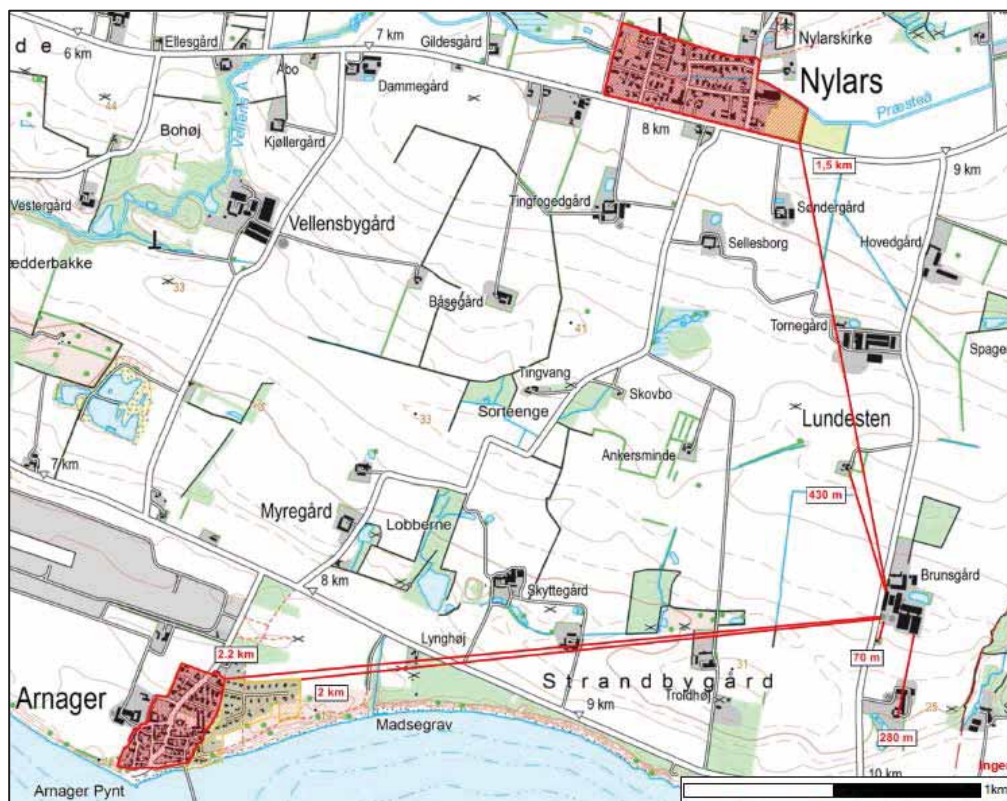 d e
6 km
Ellesgård
Åbo
7 km
Gildesgård
Dammegård
Nylarskirke
Nylars
Præsteå
8 km
9 km
1,5 km
44
Bohøj
Vellens Å
Kjøllergård
Vestergård
Vellensbygård
Tingfogedgård
Søndergård
Sellesborg
Hovedgård
ædderbakke
33
Båsegård
41
Tornegård
Spage
Tingvang
Skovbo
Sorteenge
33
Lundesten
Ankersminde
7 km
430 m
Myregård
Lobberne
8 km
Skyttegård
Brunsgård
Lynghøj
2.2 km
70 m
Arnager
2 km
Strandbygård
31
Troldhøj
9 km
25
Madsegrav
280 m
Arnager Pynt
10 km
Inger
1km